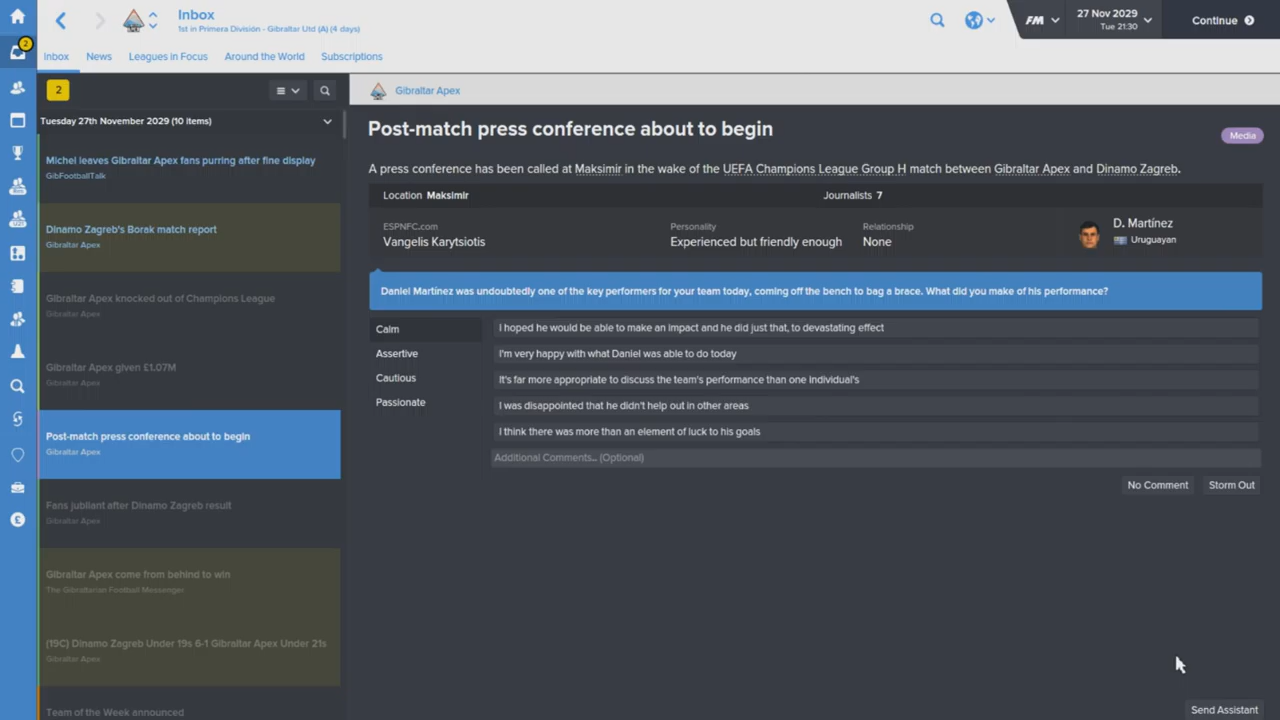 Inbox
1st in Primera División - Gibraltar Utd (A) (4 days)
FM
27 Nov 2029
Tue 21:30
Continue
2
Inbox
News
Leagues in Focus
Around the World
Subscriptions
2
Gibraltar Apex
Tuesday 27th November 2029 (10 items)
Michel leaves Gibraltar Apex fans purring after fine display
GibFootballTalk
Dinamo Zagreb's Borak match report
Gibraltar Apex
Gibraltar Apex knocked out of Champions League
Gibraltar Apex
Gibraltar Apex given £1.07M
Gibraltar Apex
Post-match press conference about to begin
Gibraltar Apex
Fans jubilant after Dinamo Zagreb result
Gibraltar Apex
Gibraltar Apex come from behind to win
The Gibraltarian Football Messenger
(19C) Dinamo Zagreb Under 19s 6-1 Gibraltar Apex Under 21s
Gibraltar Apex
Team of the Week announced
Post-match press conference about to begin
Media
A press conference has been called at Maksimir in the wake of the UEFA Champions League Group H match between Gibraltar Apex and Dinamo Zagreb.
Location Maksimir
Journalists 7
ESPNFC.com
Vangelis Karytsiotis
Personality
Experienced but friendly enough
Relationship
None
D. Martínez
Uruguayan
Daniel Martínez was undoubtedly one of the key performers for your team today, coming off the bench to bag a brace. What did you make of his performance?
Calm
Assertive
Cautious
Passionate
I hoped he would be able to make an impact and he did just that, to devastating effect
I'm very happy with what Daniel was able to do today
It's far more appropriate to discuss the team's performance than one individual's
I was disappointed that he didn't help out in other areas
I think there was more than an element of luck to his goals
Additional Comments... (Optional)
No Comment
Storm Out
Send Assistant